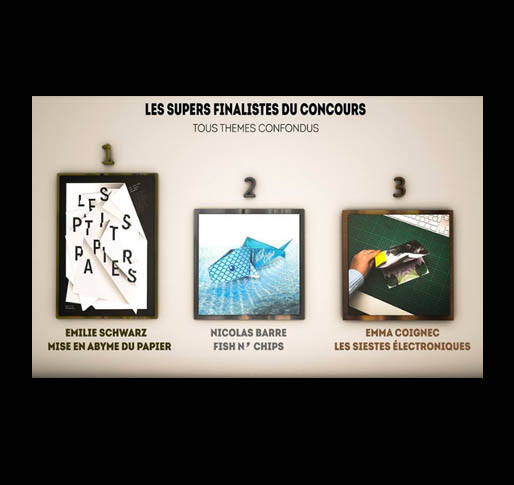 LES SUPERS FINALISTES DU CONCOURS
TOUS THEMES CONFONDUS
1
2
3
LES
PTITS
PAPIERS
EMILIE SCHWARZ
MISE EN ABYME DU PAPIER
NICOLAS BARRE
FISH N' CHIPS
EMMA COIGNEC
LES SIESTES ÉLECTRONIQUES